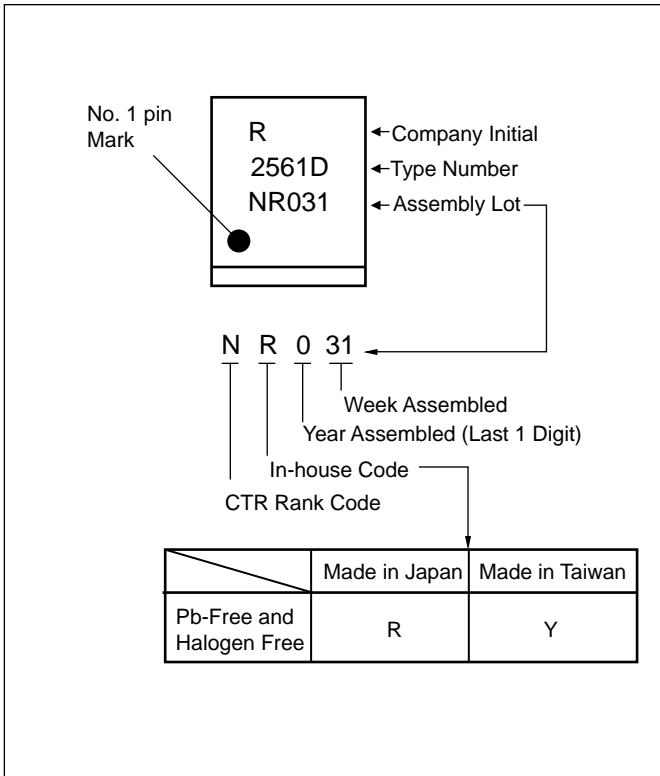 No. 1 pin
Mark
R
Company Initial
2561D
Type Number
NR031
Assembly Lot
N R 0 31
Week Assembled
Year Assembled (Last 1 Digit)
In-house Code
CTR Rank Code
Made in Japan Made in Taiwan
Pb-Free and
Halogen Free
R Y